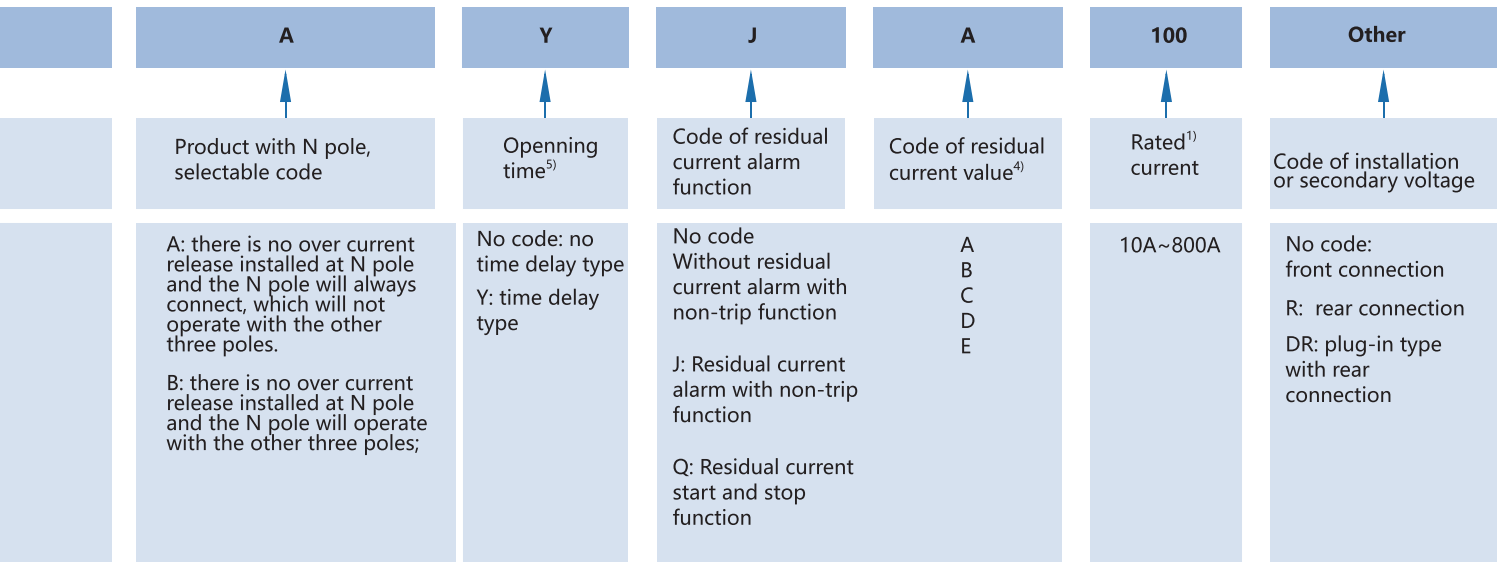 A
Y
J
A
100
Other
Product with N pole,
selectable code
Openning
time5)
Code of residual
current alarm
function
Code of residual
current value4)
Rated1)
current
Code of installation
or secondary voltage
A: there is no over current
release installed at N pole
and the N pole will always
connect, which will not
operate with the other
three poles.
B: there is no over current
release installed at N pole
and the N pole will operate
with the other three poles;
No code: no
time delay type
Y: time delay
type
No code
Without residual
current alarm with
non-trip function
J: Residual current
alarm with non-trip
function
Q: Residual current
start and stop
function
A
B
C
D
E
10A~800A
No code:
front connection
R: rear connection
DR: plug-in type
with rear
connection